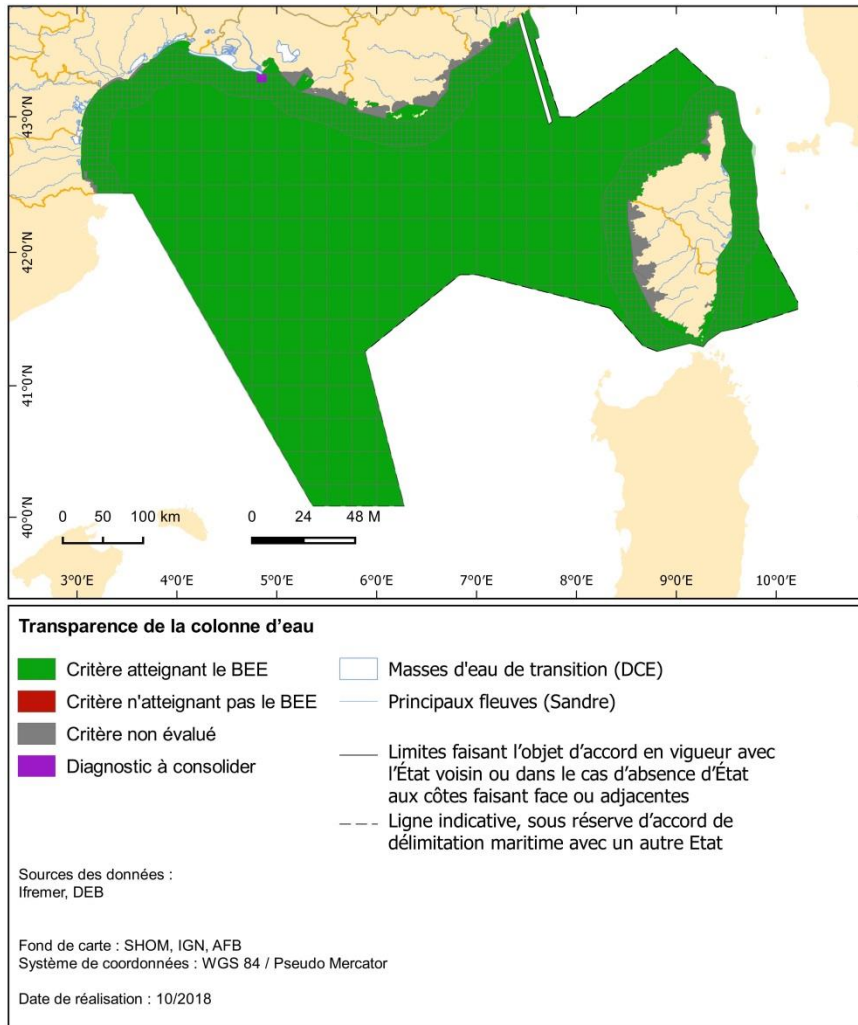 43°0'N
42°0'N
41°0'N
40°0'N
0 50 100 km
0 24 48 M
3°0'E 4°0'E 5°0'E 6°0'E 7°0'E 8°0'E 9°0'E 10°0'E
Transparence de la colonne d'eau
Critère atteignant le BEE
Critère n'atteignant pas le BEE
Critère non évalué
Diagnostic à consolider
Masses d'eau de transition (DCE)
Principaux fleuves (Sandre)
Limites faisant l'objet d'accord en vigueur avec
l'État voisin ou dans le cas d'absence d'État
aux côtes faisant face ou adjacentes
Ligne indicative, sous réserve d'accord de
délimitation maritime avec un autre Etat
Sources des données :
Ifremer, DEB
Fond de carte : SHOM, IGN, AFB
Système de coordonnées : WGS 84 / Pseudo Mercator
Date de réalisation : 10/2018